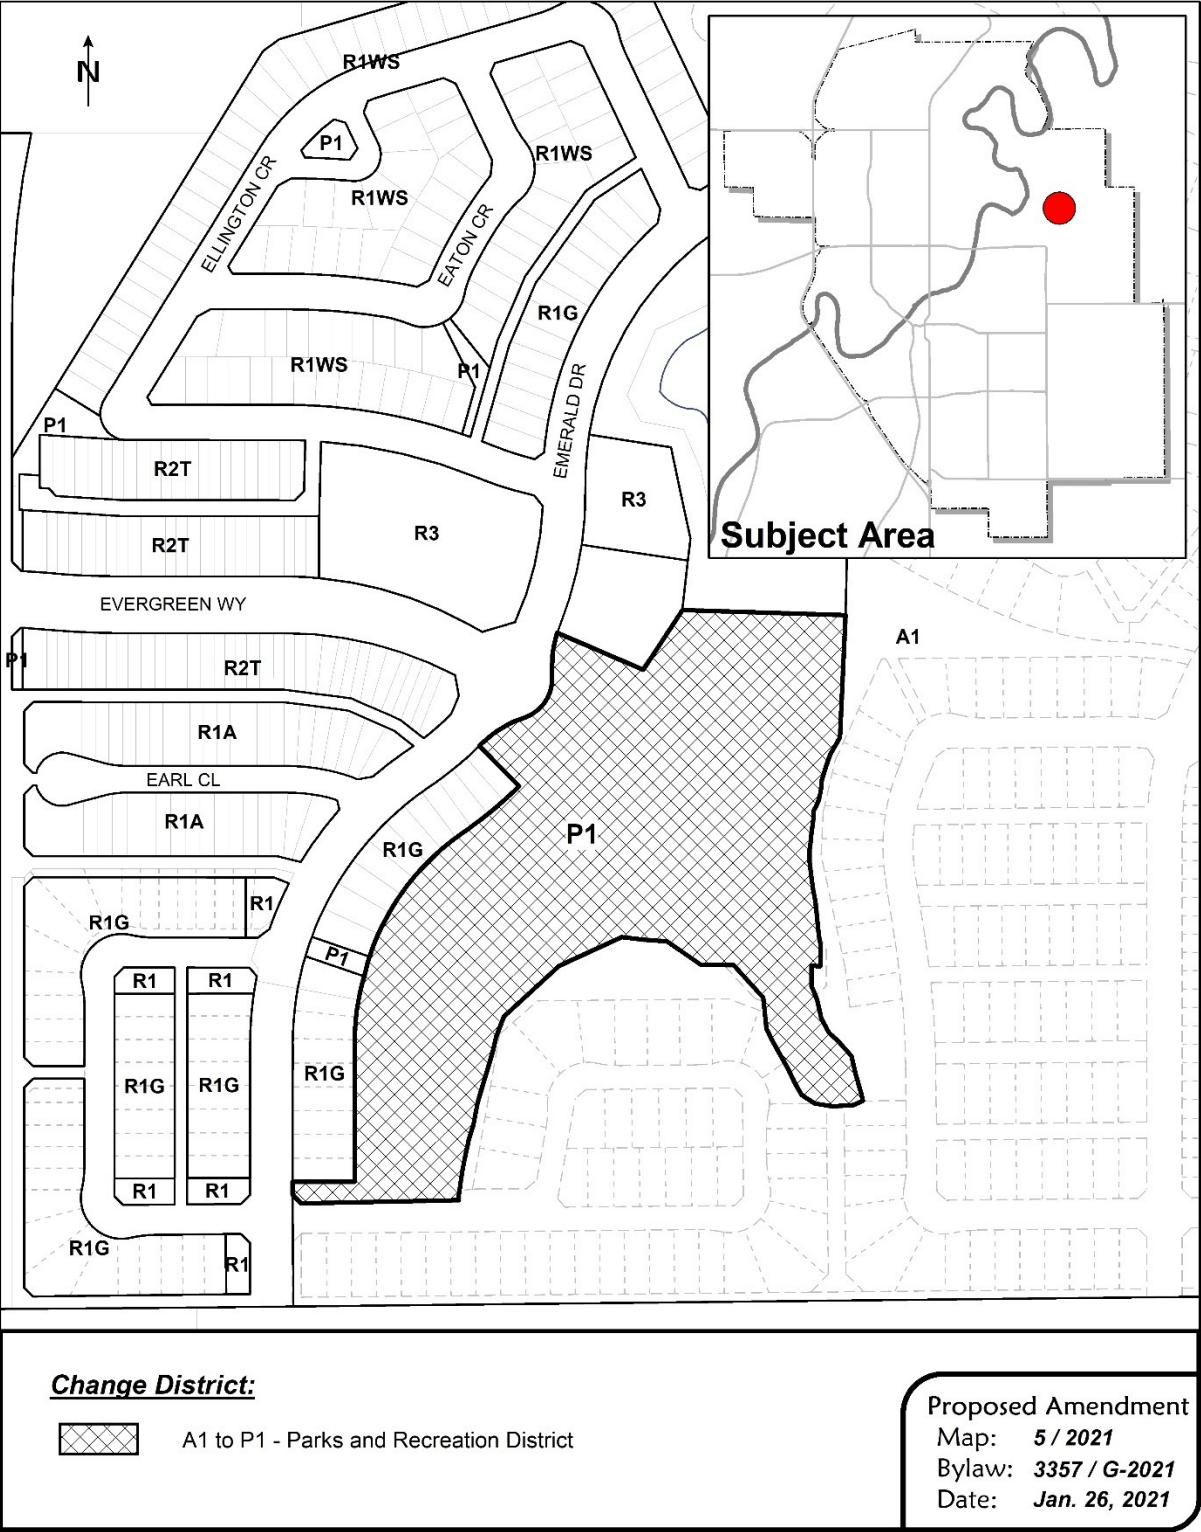 N
R1WS
P1
R1WS
R1WS
ELLINGTON CR
EATON CR
R1G
R1WS
P1
EMERALD DR
P1
R2T
R3
R3
R2T
Subject Area
EVERGREEN WY
P1
R2T
A1
R1A
EARL CL
R1A
P1
R1G
R1
R1G
P1
R1
R1
R1G
R1G
R1G
R1
R1
R1G
R1
Change District:
A1 to P1 - Parks and Recreation District
Proposed Amendment
Map: 5 / 2021
Bylaw: 3357 / G-2021
Date: Jan. 26, 2021